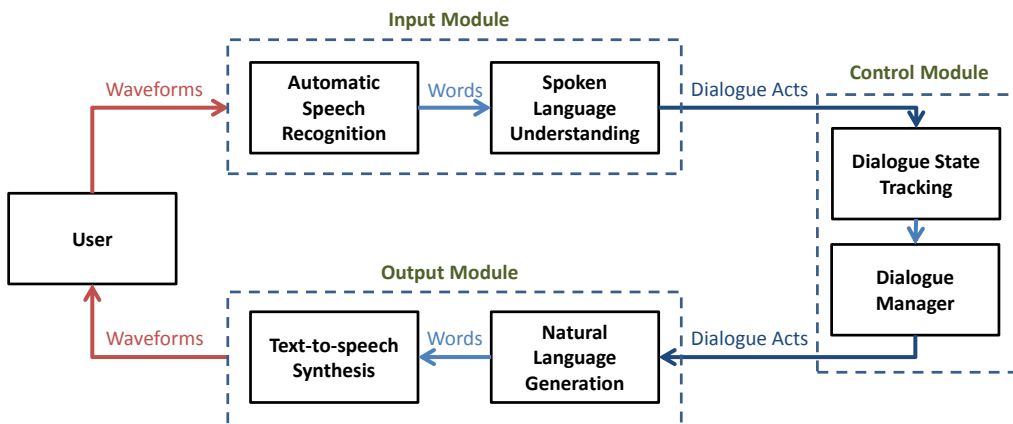 Input Module
Waveforms
Automatic
Speech
Recognition
Words
Spoken
Language
Understanding
Dialogue Acts
Control Module
Dialogue State
Tracking
User
Dialogue
Manager
Output Module
Waveforms
Text-to-speech
Synthesis
Words
Natural
Language
Generation
Dialogue Acts